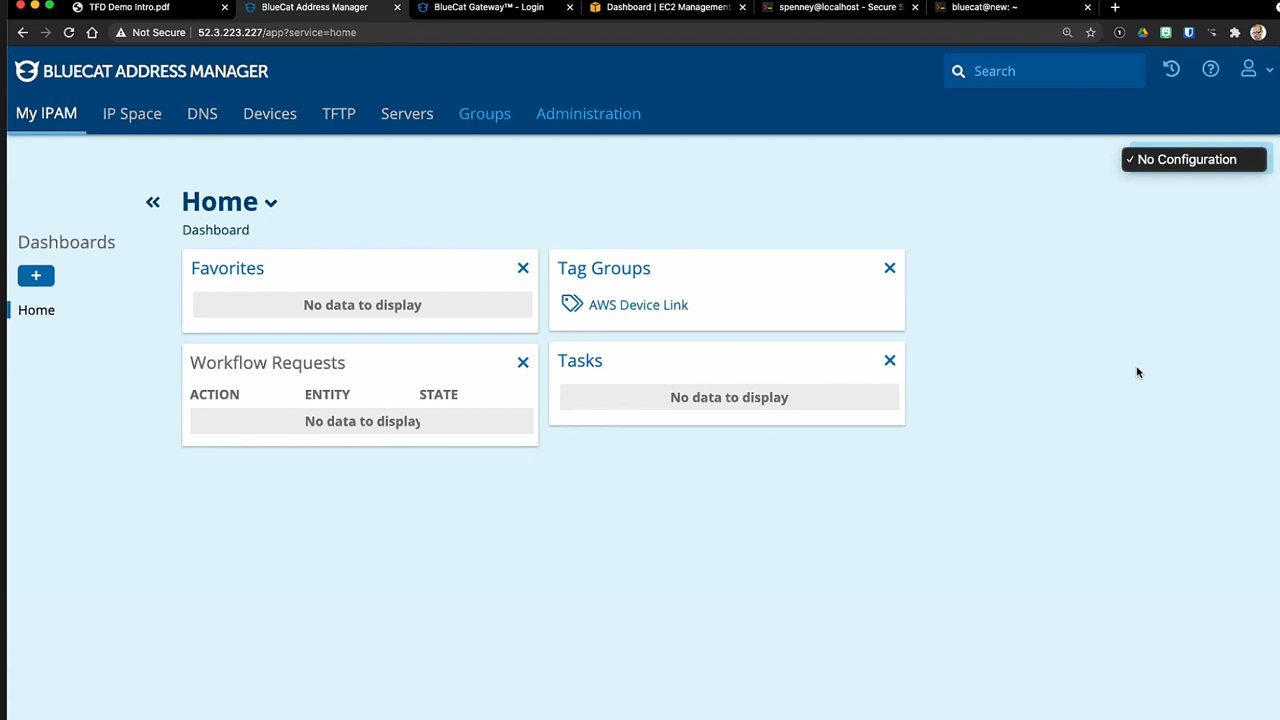 TFD Demo Intro.pdf
BlueCat Address Manager
BlueCat Gateway™ - Login
Dashboard | EC2 Management
spenney@localhost - Secure S
bluecat@new: ~
Not Secure 52.3.223.227/app?service=home
BLUECAT ADDRESS MANAGER
Search
My IPAM IP Space DNS Devices TFTP Servers Groups Administration
✓ No Configuration
« Home
Dashboard
Dashboards
+
Home
Favorites
No data to display
Tag Groups
AWS Device Link
Workflow Requests
ACTION ENTITY STATE
No data to display
Tasks
No data to display